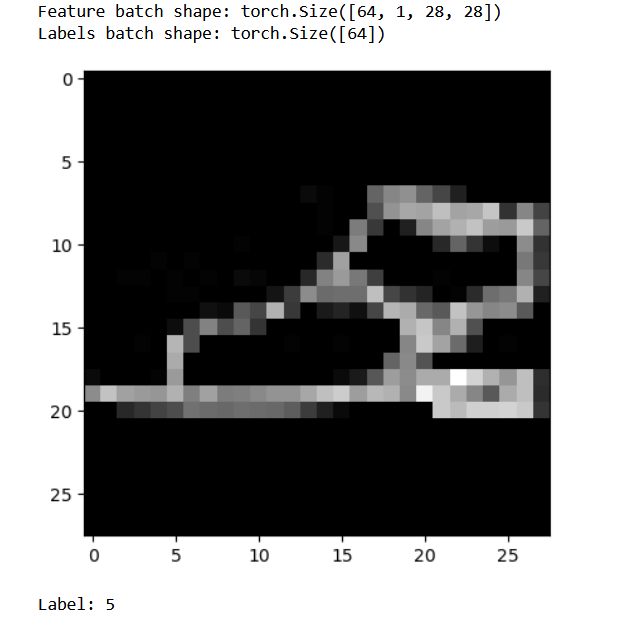 Feature batch shape: torch.Size([64, 1, 28, 28])
Labels batch shape: torch.Size([64])
0
5
10
15
20
25
0 5 10 15 20 25
Label: 5